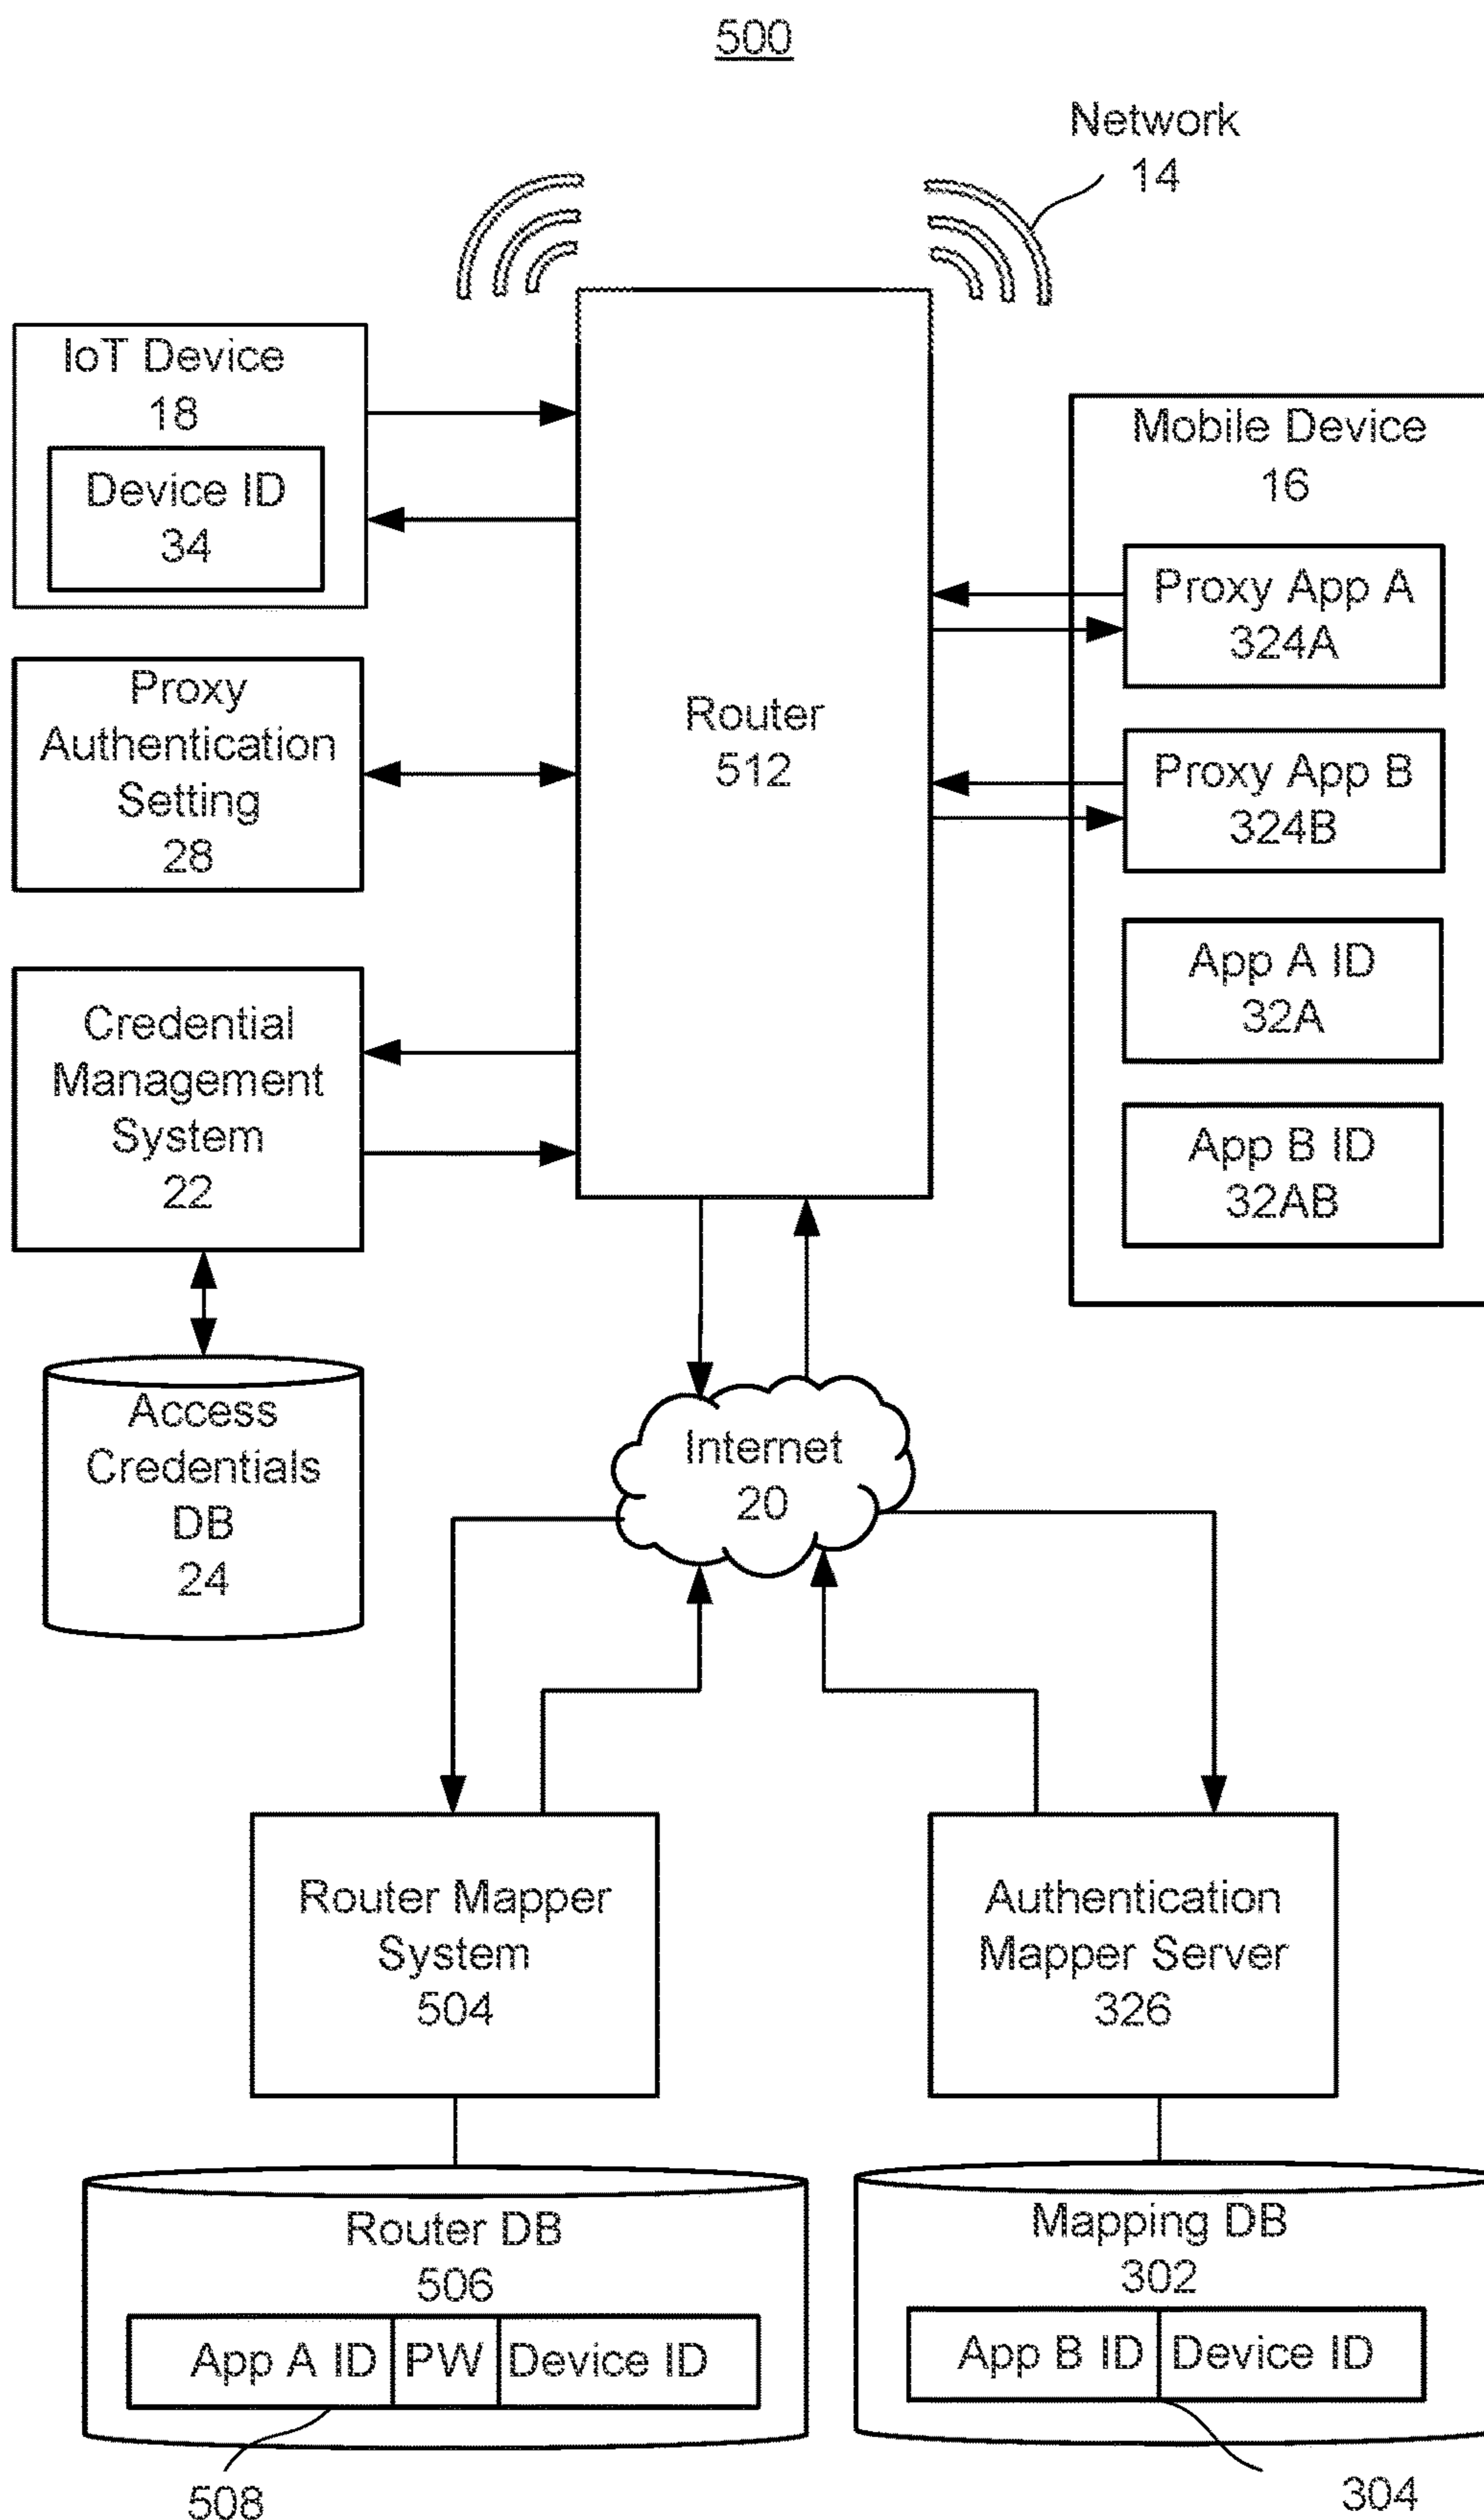 500
Network
14
IoT Device
18
Device ID
34
Proxy
Authentication
Setting
28
Credential
Management
System
22
Access
Credentials
DB
24
Router
512
Mobile Device
16
Proxy App A
324A
Proxy App B
324B
App A ID
32A
App B ID
32AB
Internet
20
Router Mapper
System
504
Authentication
Mapper Server
326
Router DB
506
App A ID PW Device ID
508
Mapping DB
302
App B ID Device ID
304